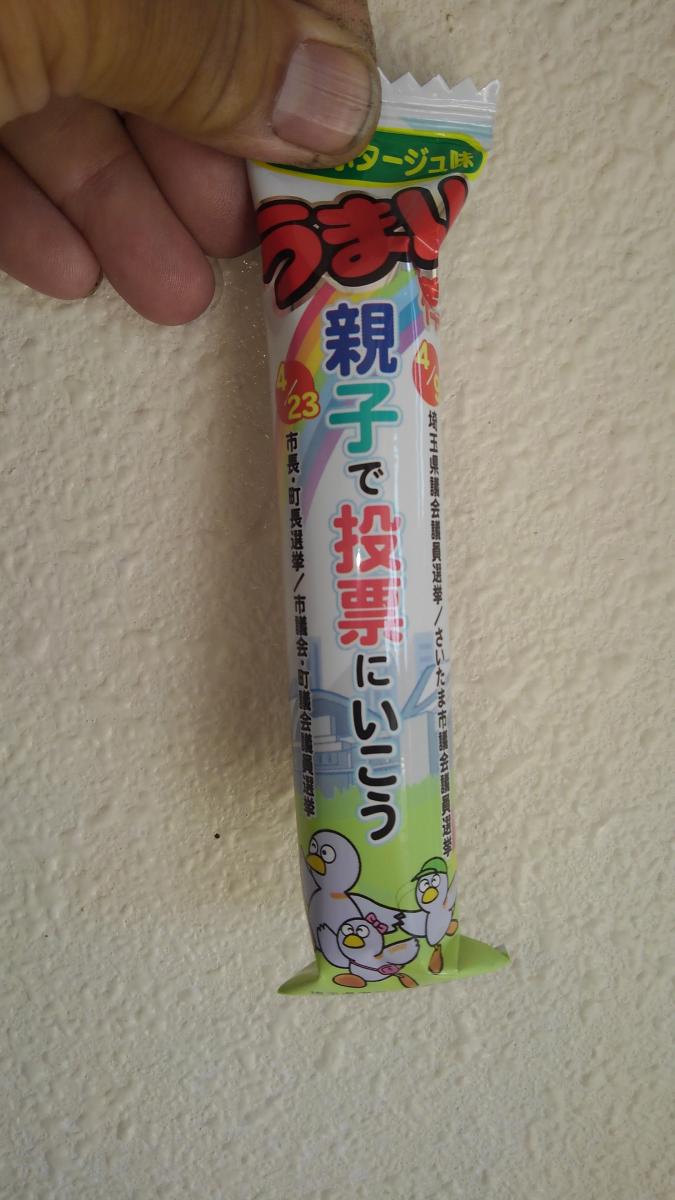 ポタージュ味
うまい
棒
親子で投票にいこう
4/9
埼玉県議会議員選挙／さいたま市議会議員選挙
4/23
市長・町長選挙／市議会・町議会議員選挙